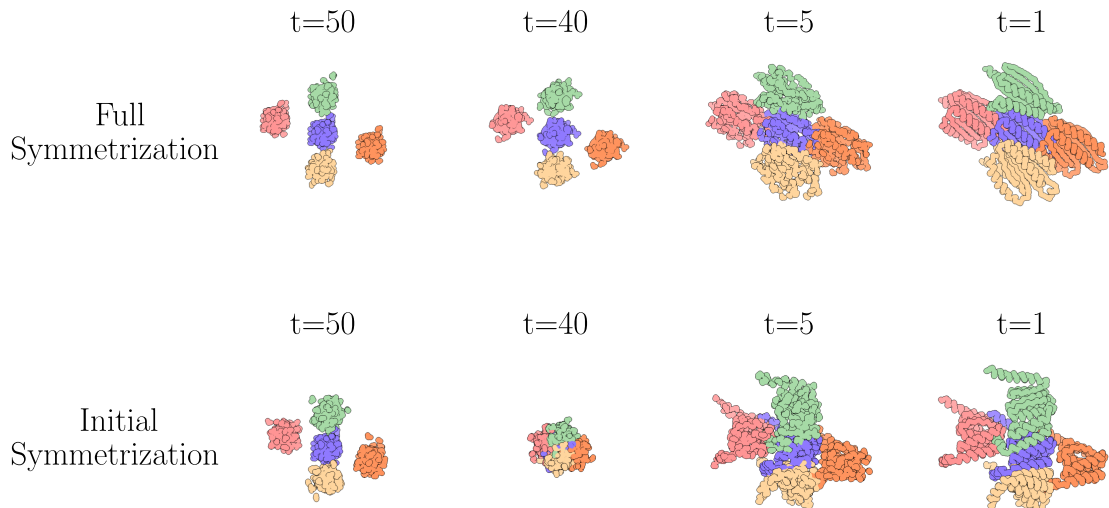 t=50 t=40 t=5 t=1
Full
Symmetrization
t=50 t=40 t=5 t=1
Initial
Symmetrization